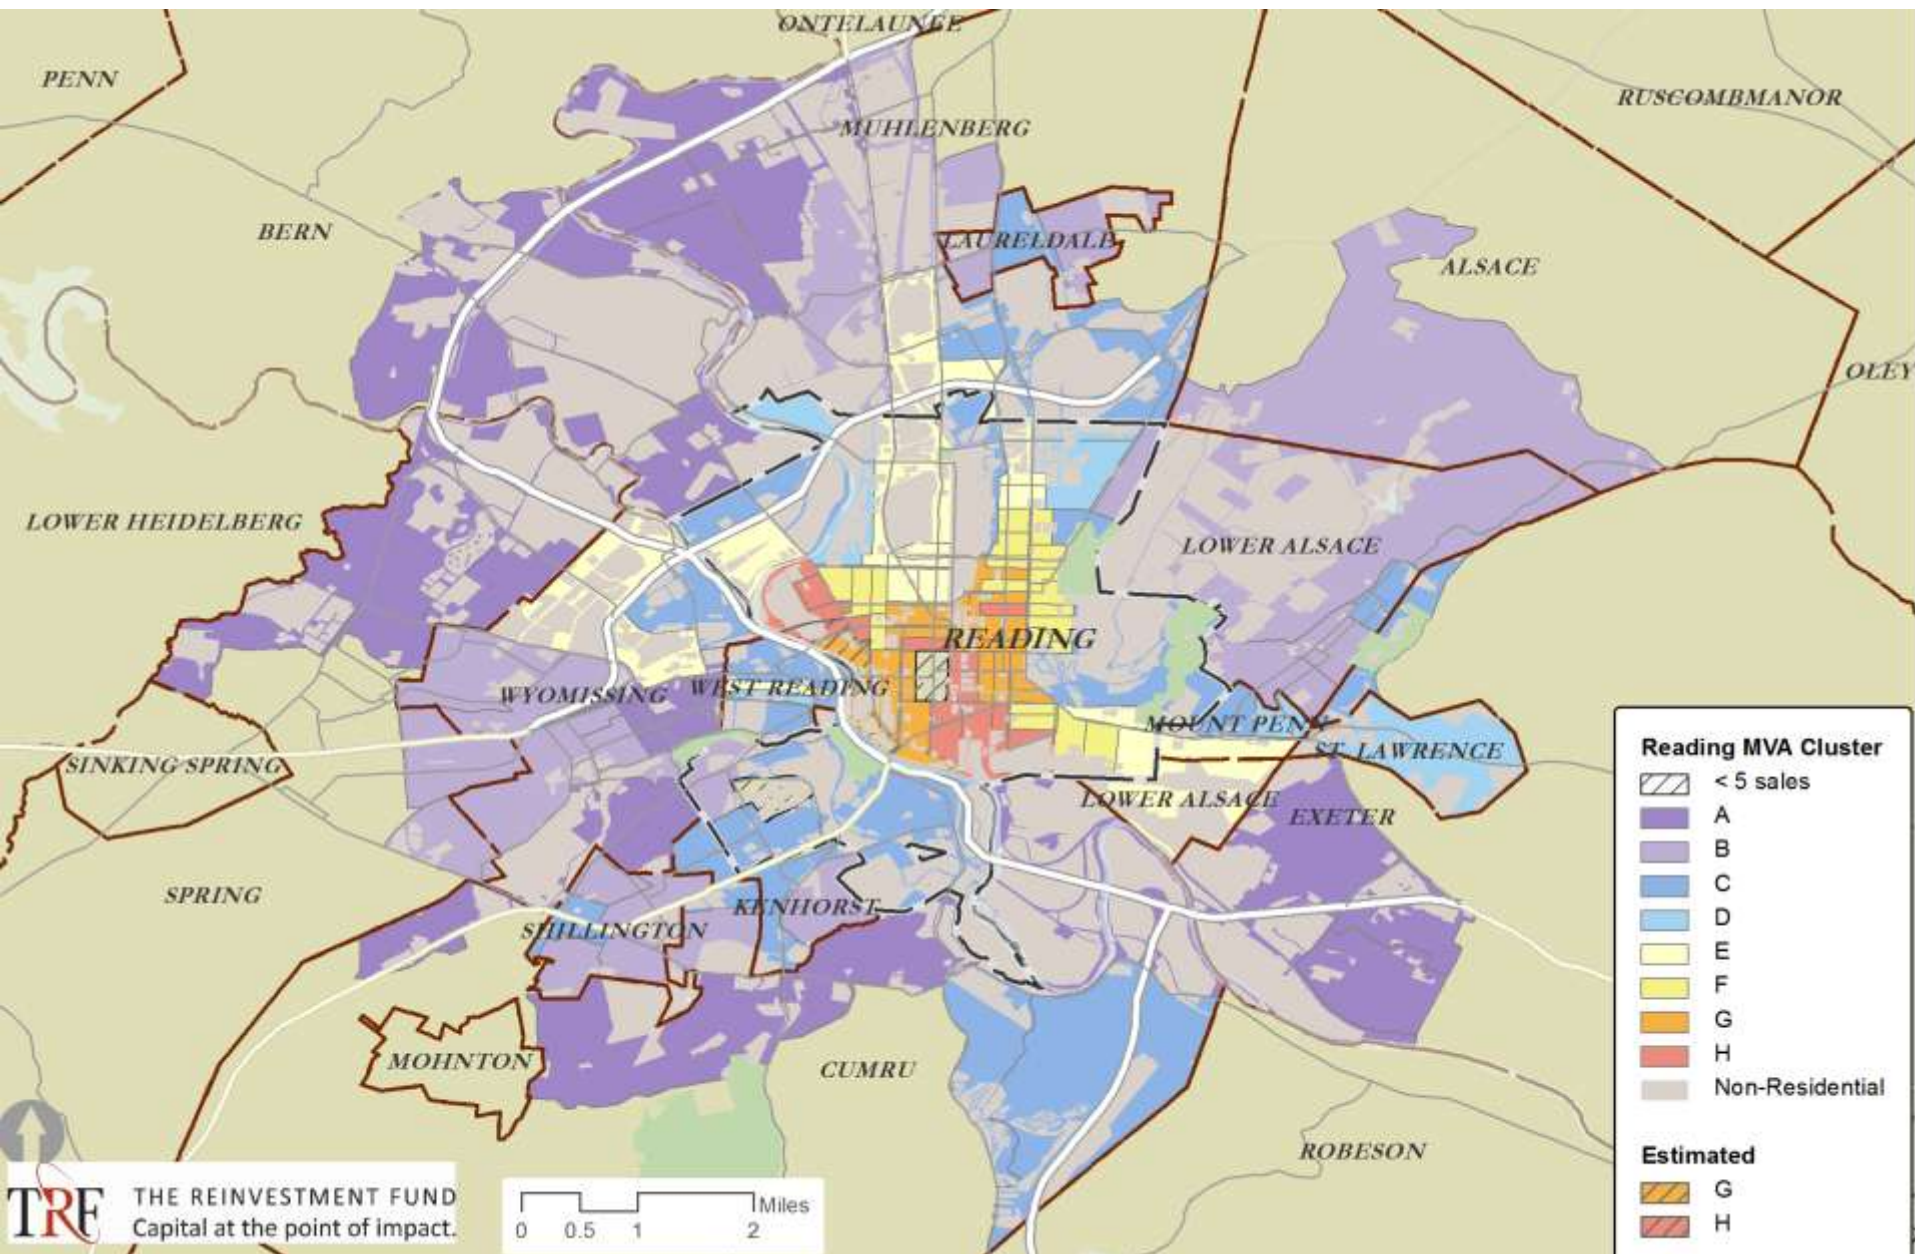 ONTELAUNEE
PENN
RUSCOMBMANOR
MUHLENBERG
BERN
LAURELDALE
ALSACE
OLEY
LOWER HEIDELBERG
LOWER ALSACE
READING
WYOMISSING
WEST READING
MOUNT PENN
ST. LAWRENCE
SINKING SPRING
LOWER ALSACE
EXETER
SPRING
KENHORST
SHILLINGTON
MOHNTON
CUMRU
ROBESON
Reading MVA Cluster
< 5 sales
A
B
C
D
E
F
G
H
Non-Residential
Estimated
G
H
TRF
THE REINVESTMENT FUND
Capital at the point of impact.
Miles
0 0.5 1 2